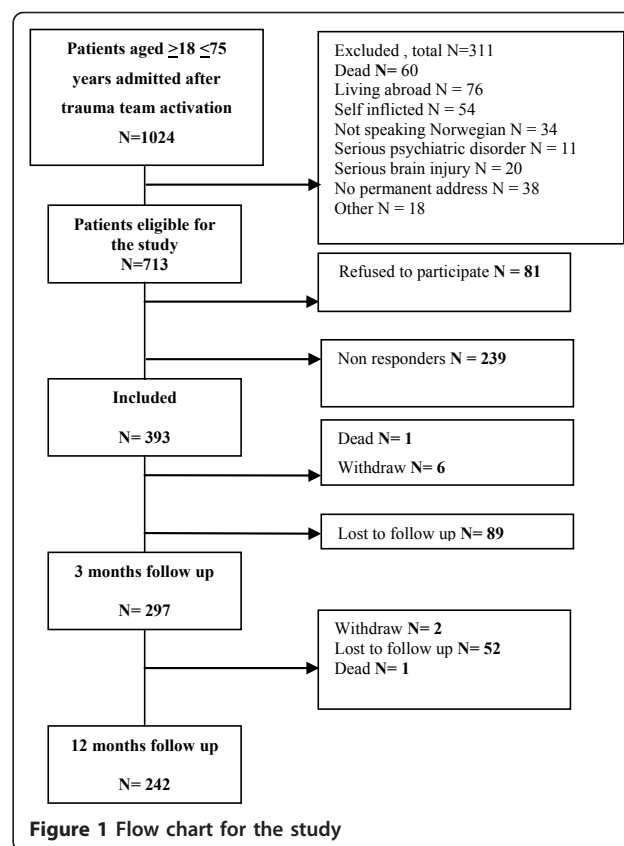 Patients aged ≥18 ≤75
years admitted after
trauma team activation
N=1024
Excluded , total N=311
Dead N= 60
Living abroad N = 76
Self inflicted N = 54
Not speaking Norwegian N = 34
Serious psychiatric disorder N = 11
Serious brain injury N = 20
No permanent address N = 38
Other N = 18
Patients eligible for
the study
N=713
Refused to participate N = 81
Non responders N = 239
Included
N= 393
Dead N= 1
Withdraw N= 6
Lost to follow up N= 89
3 months follow up
N= 297
Withdraw N= 2
Lost to follow up N= 52
Dead N= 1
12 months follow up
N= 242
Figure 1 Flow chart for the study